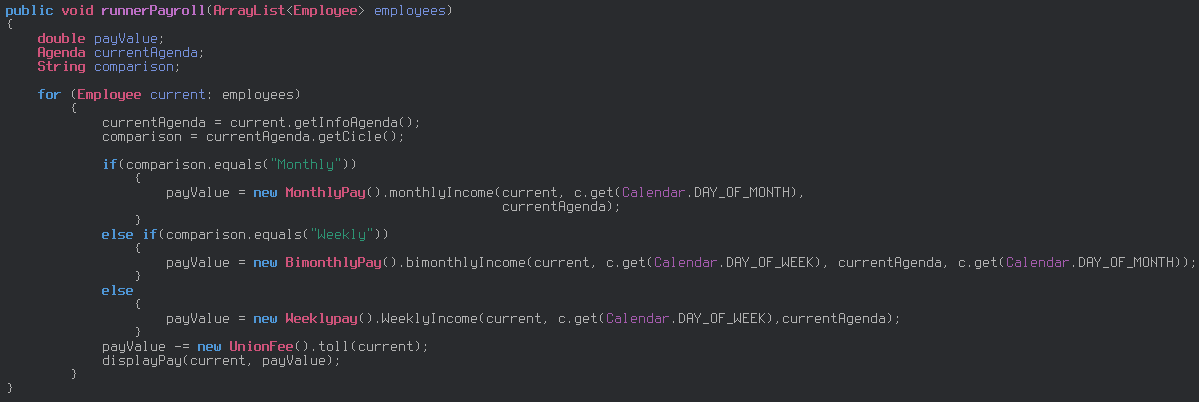 public void runnerPayroll(ArrayList<Employee> employees)
{
    double payValue;
    Agenda currentAgenda;
    String comparison;

    for (Employee current: employees)
        {
            currentAgenda = current.getInfoAgenda();
            comparison = currentAgenda.getCicle();

            if(comparison.equals("Monthly"))
                {
                    payValue = new MonthlyPay().monthlyIncome(current, c.get(Calendar.DAY_OF_MONTH),
                                                              currentAgenda);
                }
            else if(comparison.equals("Weekly"))
                {
                    payValue = new BimonthlyPay().bimonthlyIncome(current, c.get(Calendar.DAY_OF_WEEK), currentAgenda, c.get(Calendar.DAY_OF_MONTH));
                }
            else
                {
                    payValue = new Weeklypay().WeeklyIncome(current, c.get(Calendar.DAY_OF_WEEK),currentAgenda);
                }
            payValue -= new UnionFee().toll(current);
            displayPay(current, payValue);
        }
}